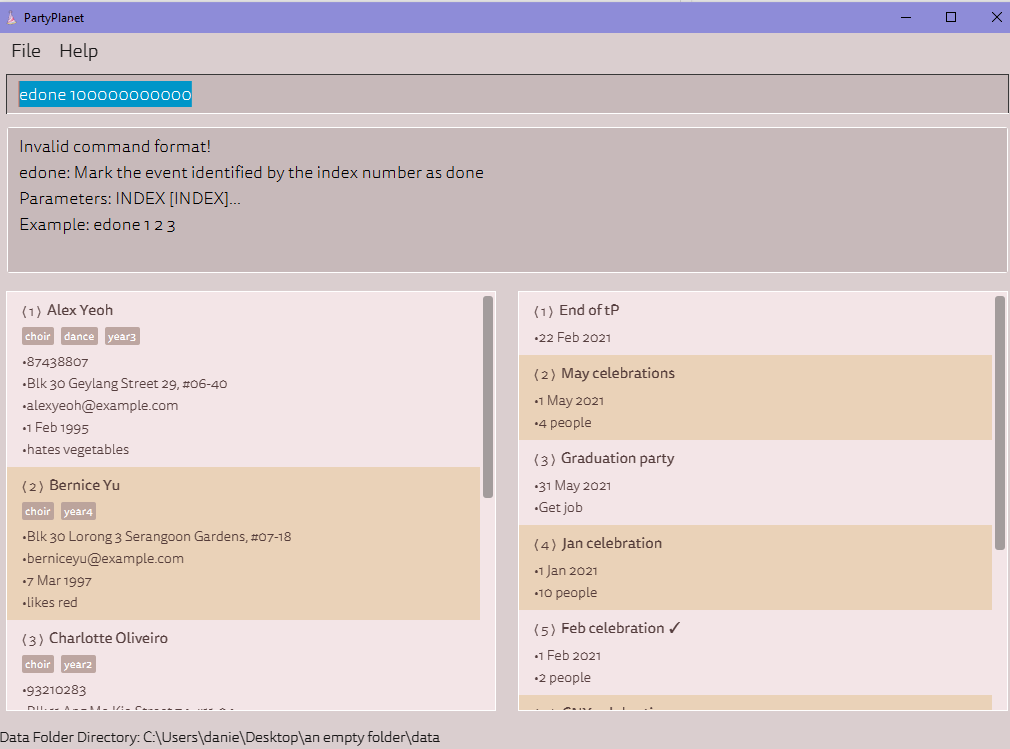 PartyPlanet
File Help
edone 100000000000
Invalid command format!
edone: Mark the event identified by the index number as done
Parameters: INDEX [INDEX]...
Example: edone 1 2 3
(1) Alex Yeoh
choir dance year3
•87438807
•Blk 30 Geylang Street 29, #06-40
•alexyeoh@example.com
•1 Feb 1995
•hates vegetables
(2) Bernice Yu
choir year4
•Blk 30 Lorong 3 Serangoon Gardens, #07-18
•berniceyu@example.com
•7 Mar 1997
•likes red
(3) Charlotte Oliveiro
choir year2
•93210283
(1) End of tP
•22 Feb 2021
(2) May celebrations
•1 May 2021
•4 people
(3) Graduation party
•31 May 2021
•Get job
(4) Jan celebration
•1 Jan 2021
•10 people
(5) Feb celebration ✓
•1 Feb 2021
•2 people
Data Folder Directory: C:\Users\danie\Desktop\an empty folder\data